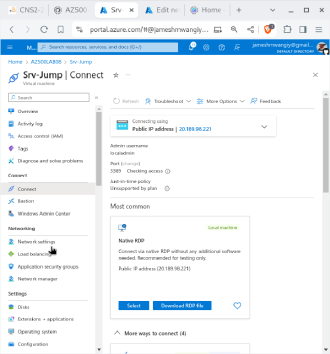 CNS2-
AZ500
Srv-
Edit ne
Home
portal.azure.com/#@jameshmwangiy...
Search resources, services, and docs (G+/)
jameshmwangiy@gmail....
DEFAULT DIRECTORY
Home > AZ500LAB08 > Srv-Jump
Srv-Jump | Connect
Virtual machine
Search
Refresh
Troubleshoot
More Options
Feedback
Overview
Activity log
Access control (IAM)
Tags
Diagnose and solve problems
Connect
Connect
Bastion
Windows Admin Center
Networking
Network settings
Load balancing
Application security groups
Network manager
Settings
Disks
Extensions + applications
Operating system
Configuration
Connecting using
Public IP address | 20.189.98.221
Admin username
localadmin
Port (change)
3389 Checking access
Just-in-time policy
Unsupported by plan
Most common
Local machine
Native RDP
Connect via native RDP without any additional software
needed. Recommended for testing only.
Public IP address (20.189.98.221)
Select
Download RDP file
More ways to connect (4)